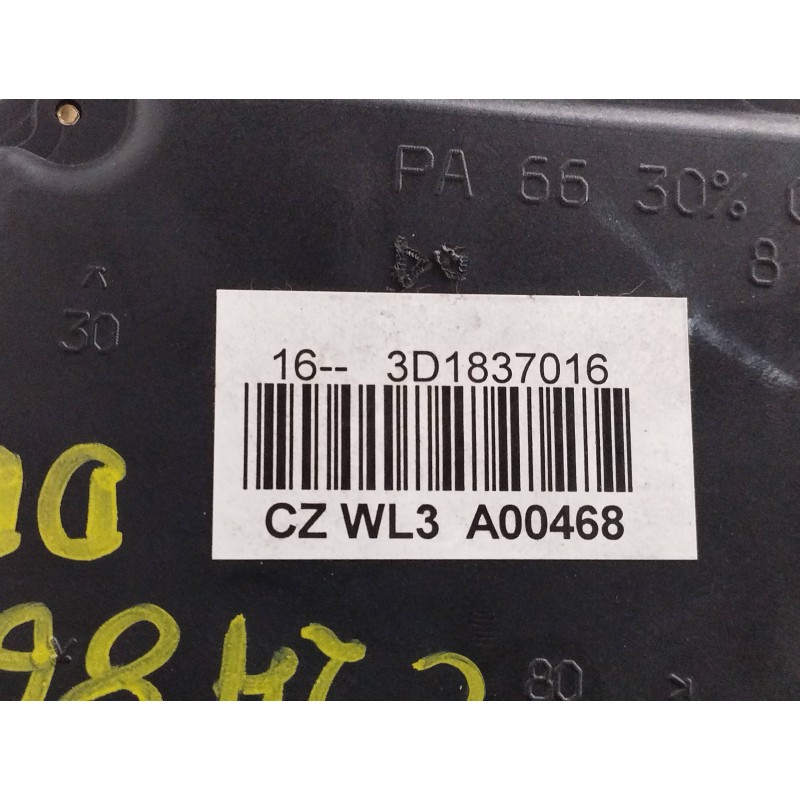 PA 66 30%
8
30
16-- 3D1837016
CZ WL3 A00468
80